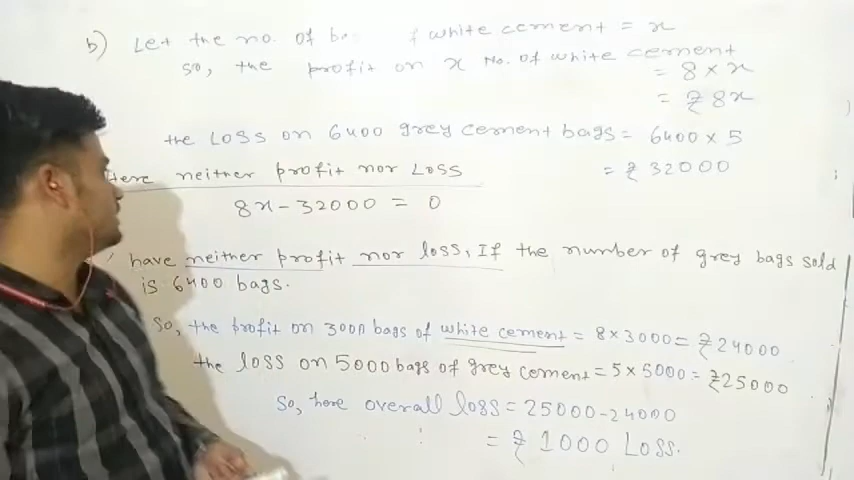 b) Let the no. of white cement = x
so, the profit on x No. of white cement
= 8 × x
= ₹ 8x
the Loss on 6400 grey cement bags = 6400 × 5
= ₹ 32000
Here neither profit nor Loss
8x - 32000 = 0
have neither profit nor loss, If the number of grey bags sold
is 6400 bags.
So, the profit on 3000 bags of white cement = 8 × 3000 = ₹ 24000
the loss on 5000 bags of grey cement = 5 × 5000 = ₹ 25000
So, here overall loss = 25000 - 24000
= ₹ 1000 Loss.